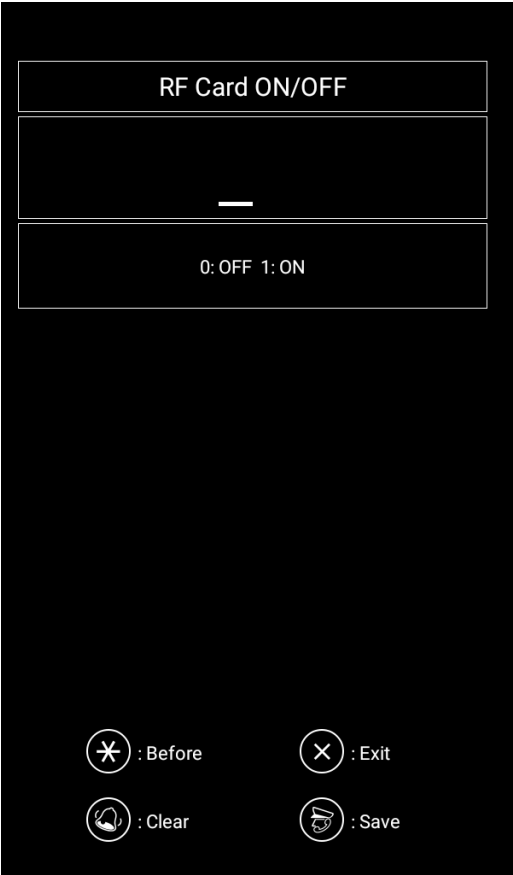 RF Card ON/OFF
0: OFF 1: ON
: Before
: Exit
: Clear
: Save